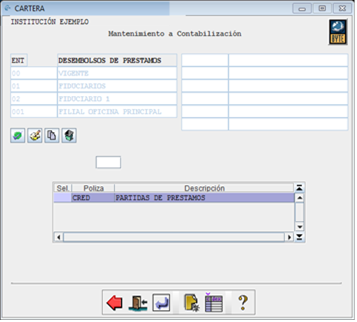 CARTERA
INSTITUCIÓN EJEMPLO
Mantenimiento a Contabilización
ENT DESEMBOLSOS DE PRESTAMOS
00 VIGENTE
01 FIDUCIARIOS
02 FIDUCIARIO 1
201 FILIAL OFICINA PRINCIPAL
Sel. Poliza Descripción
CRED PARTIDAS DE PRESTAMOS